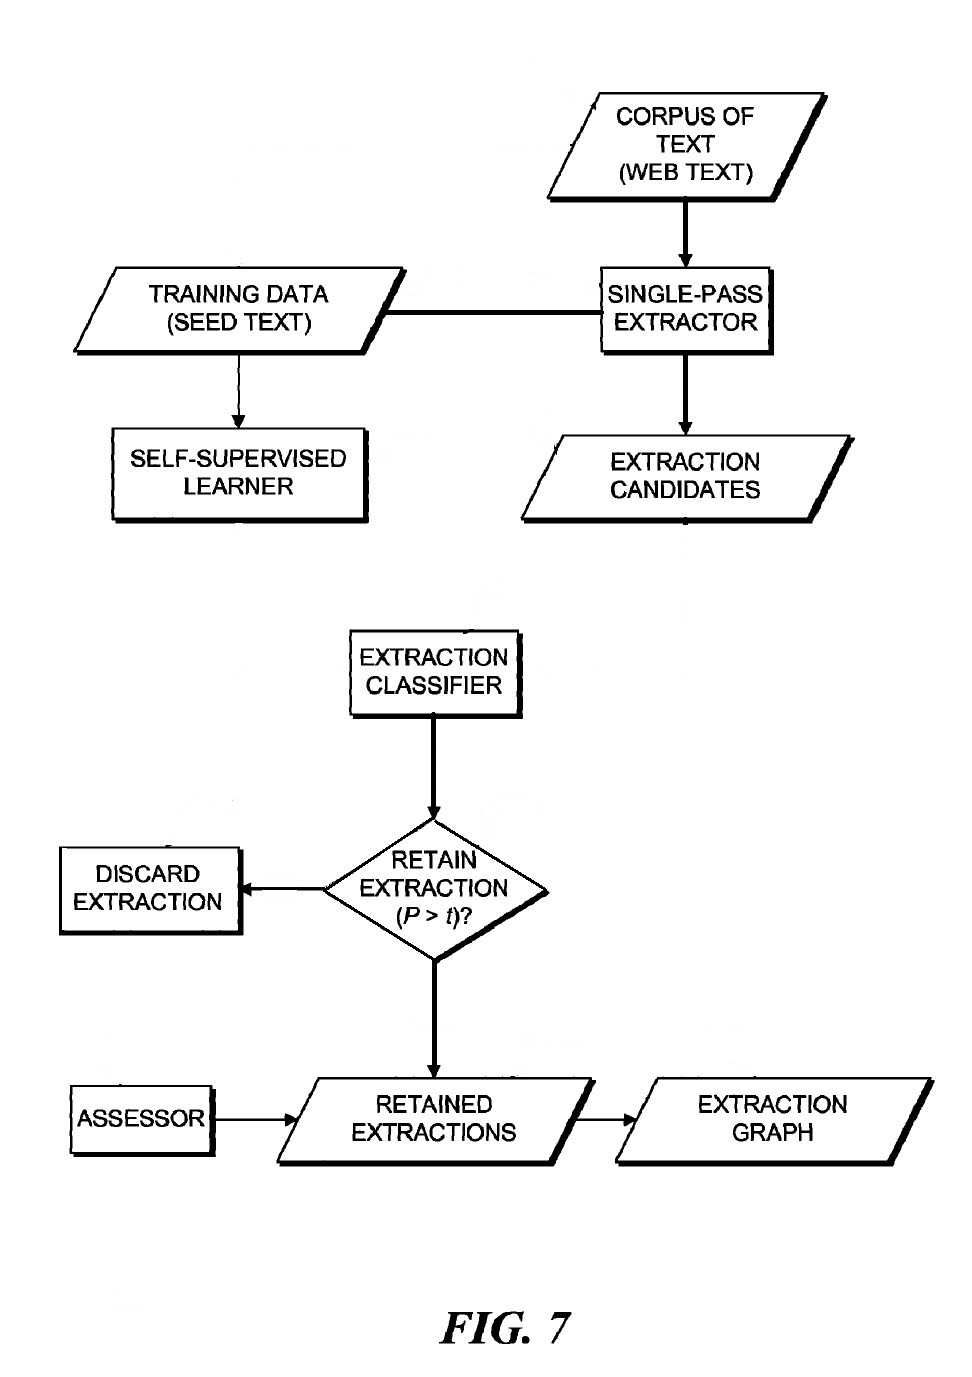 CORPUS OF
TEXT
(WEB TEXT)
TRAINING DATA
(SEED TEXT)
SINGLE-PASS
EXTRACTOR
SELF-SUPERVISED
LEARNER
EXTRACTION
CANDIDATES
EXTRACTION
CLASSIFIER
RETAIN
EXTRACTION
(P > t)?
DISCARD
EXTRACTION
ASSESSOR
RETAINED
EXTRACTIONS
EXTRACTION
GRAPH
FIG. 7